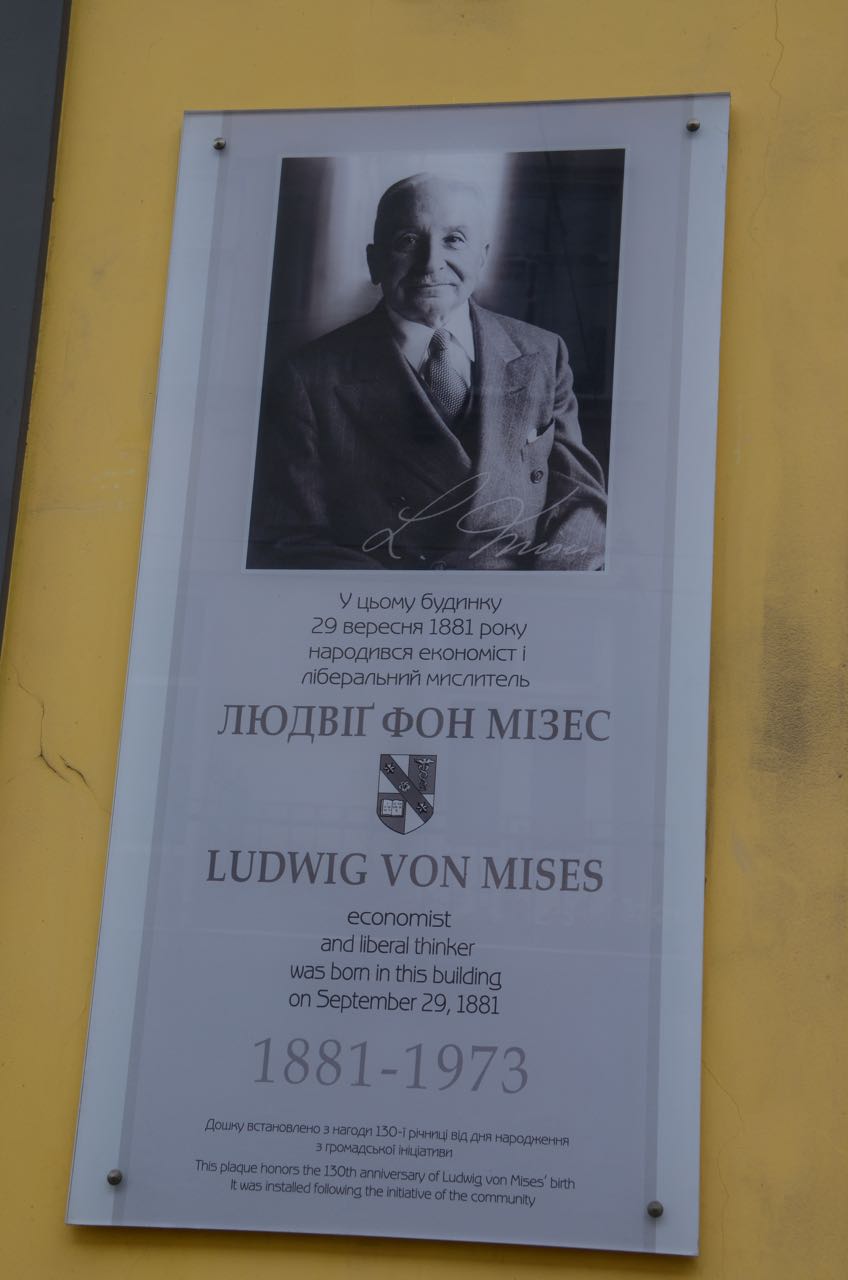 L. Mises
У цьому будинку
29 вересня 1881 року
народився економіст і
ліберальний мислитель
ЛЮДВІҐ ФОН МІЗЕС
LUDWIG VON MISES
economist
and liberal thinker
was born in this building
on September 29, 1881
1881-1973
Дошку встановлено з нагоди 130-ї річниці від дня народження
з громадської ініціативи
This plaque honors the 130th anniversary of Ludwig von Mises' birth
It was installed following the initiative of the community